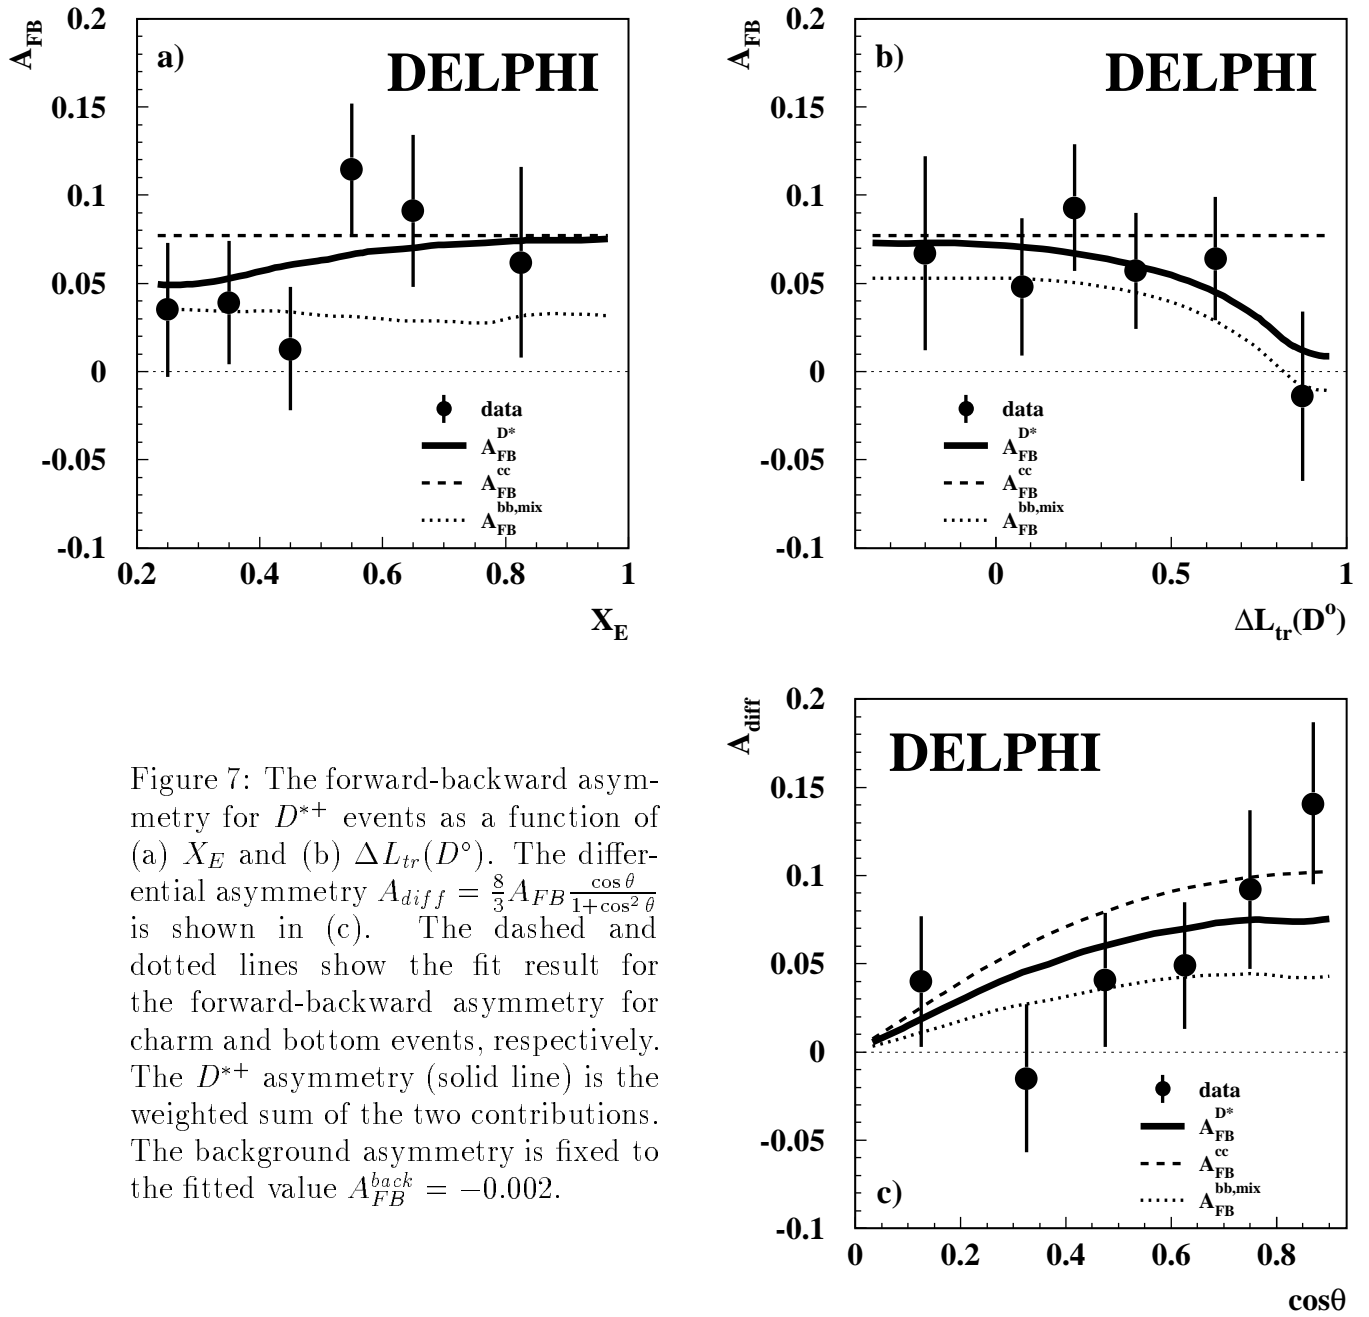 A_FB
0.2
0.15
0.1
0.05
0
-0.05
-0.1
a)
DELPHI
data
A_FB^D*
A_FB^cc
A_FB^bb,mix
0.2 0.4 0.6 0.8 1
X_E
A_FB
0.2
0.15
0.1
0.05
0
-0.05
-0.1
b)
DELPHI
data
A_FB^D*
A_FB^cc
A_FB^bb,mix
0 0.5 1
ΔL_tr(D^o)
Figure 7: The forward-backward asym-
metry for D^{*+} events as a function of
(a) X_E and (b) ΔL_tr(D°). The differ-
ential asymmetry A_diff = 8/3 A_FB cos θ/(1+cos² θ)
is shown in (c). The dashed and
dotted lines show the fit result for
the forward-backward asymmetry for
charm and bottom events, respectively.
The D^{*+} asymmetry (solid line) is the
weighted sum of the two contributions.
The background asymmetry is fixed to
the fitted value A_FB^back = −0.002.
A_diff
0.2
0.15
0.1
0.05
0
-0.05
-0.1
DELPHI
data
A_FB^D*
A_FB^cc
A_FB^bb,mix
c)
0 0.2 0.4 0.6 0.8
cosθ